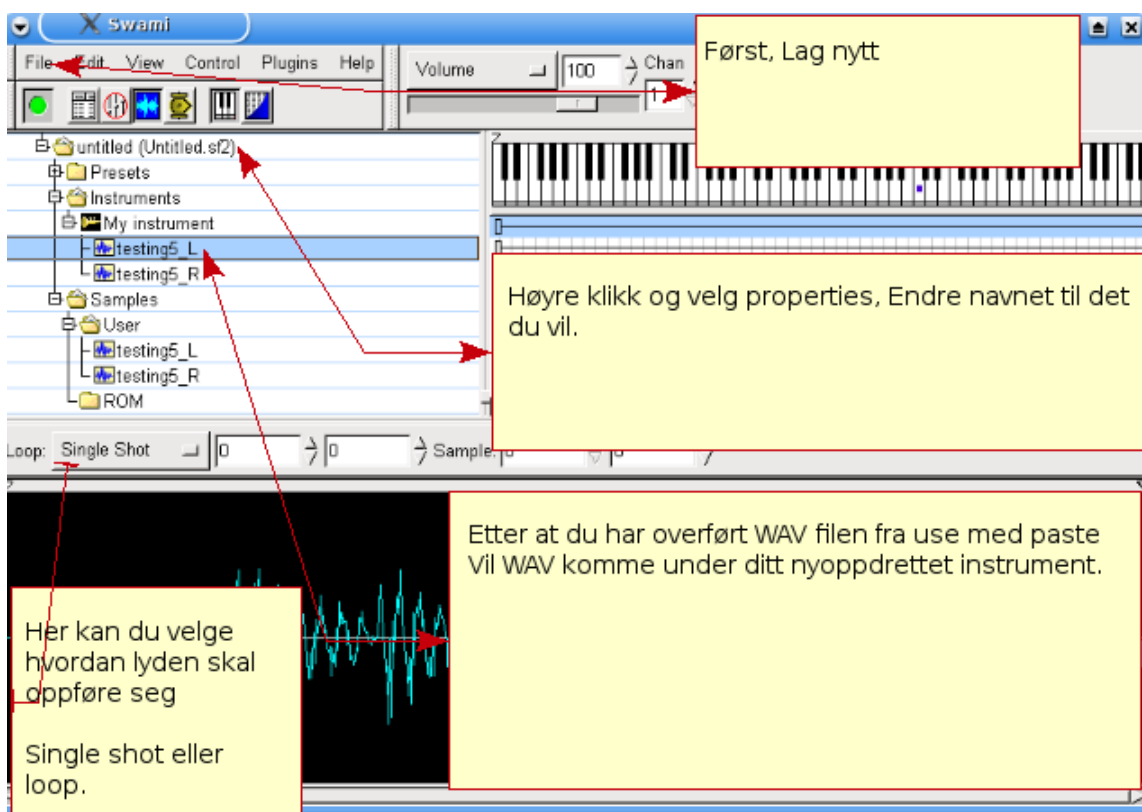 Swami
File Edit View Control Plugins Help
Volume 100 Chan
1
Først, Lag nytt
untitled (Untitled.sf2)
Presets
Instruments
My instrument
testing5_L
testing5_R
Samples
User
testing5_L
testing5_R
ROM
Høyre klikk og velg properties, Endre navnet til det
du vil.
Loop: Single Shot 0 0 Sample:
Etter at du har overført WAV filen fra use med paste
Vil WAV komme under ditt nyoppdrettet instrument.
Her kan du velge
hvordan lyden skal
oppføre seg
Single shot eller
loop.